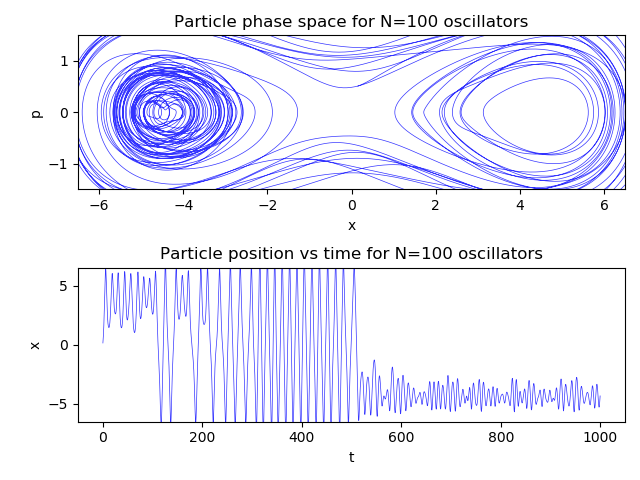 Particle phase space for N=100 oscillators
1
0
−1
p
−6 −4 −2 0 2 4 6
x
Particle position vs time for N=100 oscillators
5
0
−5
x
0 200 400 600 800 1000
t